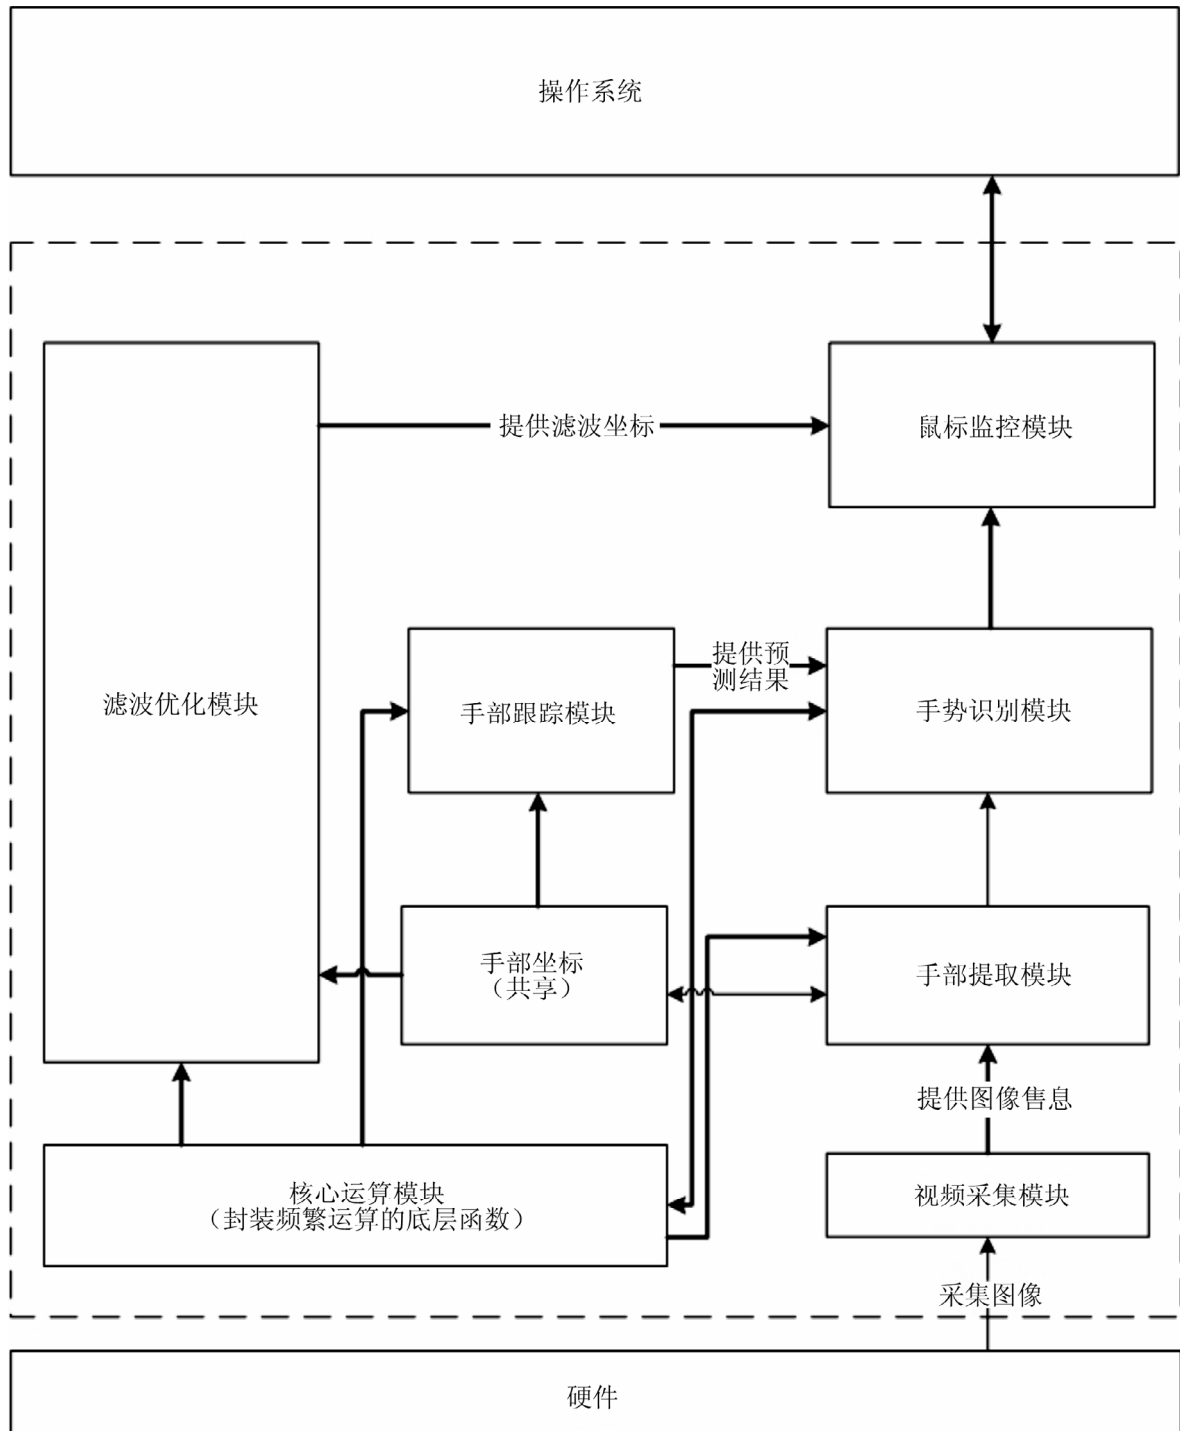 操作系统
提供滤波坐标
鼠标监控模块
滤波优化模块
手部跟踪模块
提供预
测结果
手势识别模块
手部坐标
（共享）
手部提取模块
提供图像售息
核心运算模块
（封装频繁运算的底层函数）
视频采集模块
采集图像
硬件